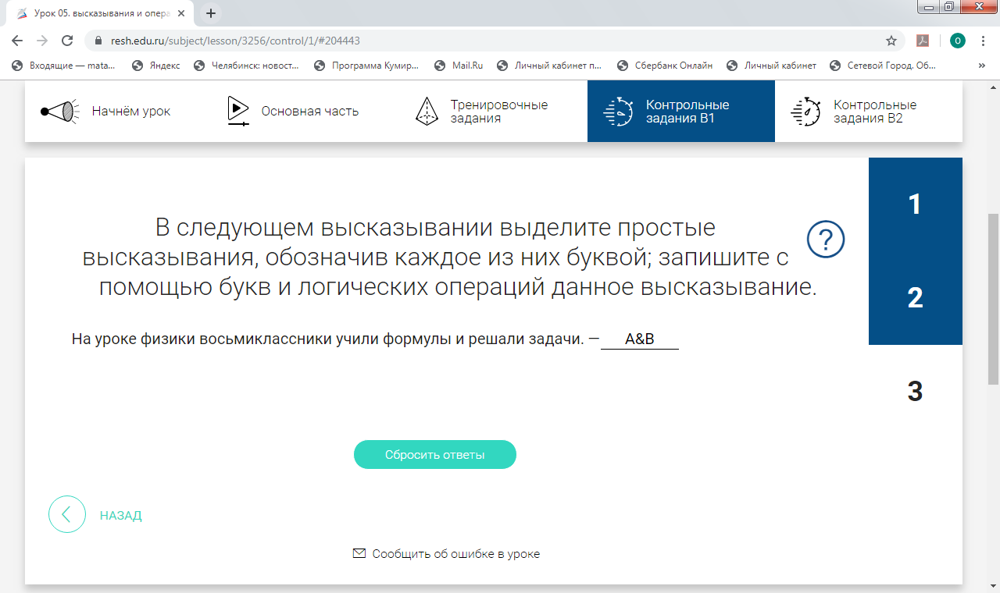 Урок 05. высказывания и опера
resh.edu.ru/subject/lesson/3256/control/1/#204443
О
Входящие — mata... Яндекс Челябинск: новост... Программа Кумир... Mail.Ru Личный кабинет п... Сбербанк Онлайн Личный кабинет Сетевой Город. Об... »
Начнём урок
Основная часть
Тренировочные
задания
Контрольные
задания В1
Контрольные
задания В2
В следующем высказывании выделите простые
высказывания, обозначив каждое из них буквой; запишите с
помощью букв и логических операций данное высказывание.
?
На уроке физики восьмиклассники учили формулы и решали задачи. — A&B
1
2
3
Сбросить ответы
НАЗАД
Сообщить об ошибке в уроке